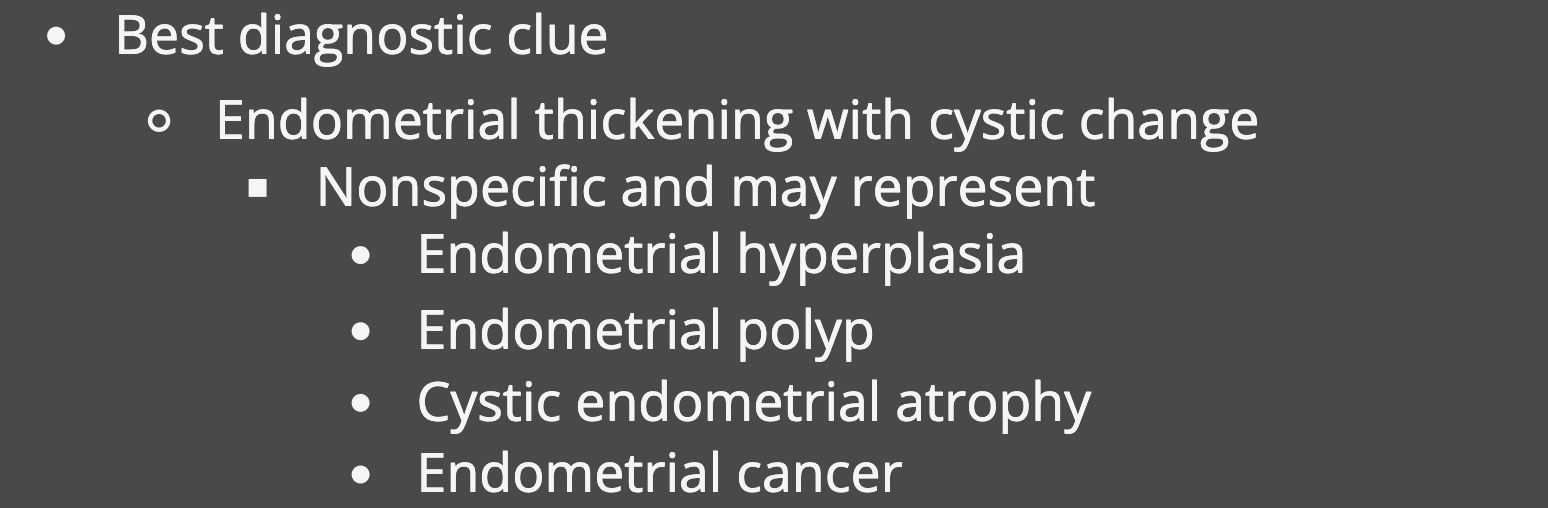 • Best diagnostic clue
○ Endometrial thickening with cystic change
▪ Nonspecific and may represent
• Endometrial hyperplasia
• Endometrial polyp
• Cystic endometrial atrophy
• Endometrial cancer